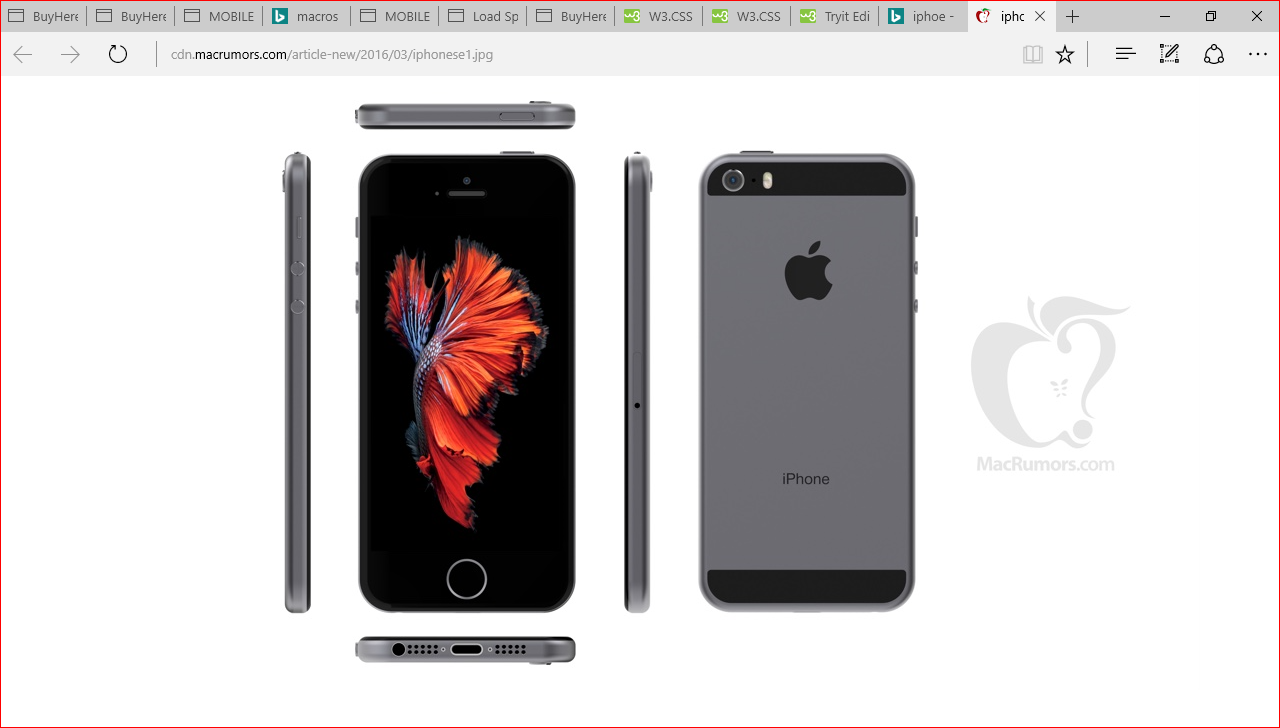 BuyHere
BuyHere
MOBILE
macros
MOBILE
Load Sp
BuyHere
W3.CSS
W3.CSS
Tryit Edi
iphoe -
iphc
cdn.macrumors.com/article-new/2016/03/iphonese1.jpg
iPhone
MacRumors.com